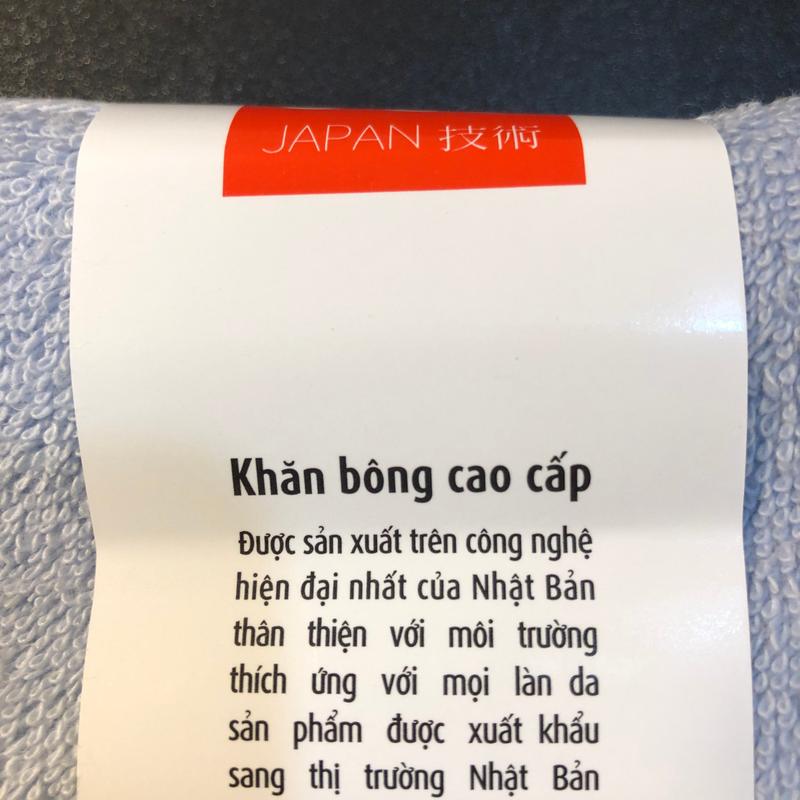 JAPAN 技術
Khăn bông cao cấp
Được sản xuất trên công nghệ
hiện đại nhất của Nhật Bản
thân thiện với môi trường
thích ứng với mọi làn da
sản phẩm được xuất khẩu
sang thị trường Nhật Bản